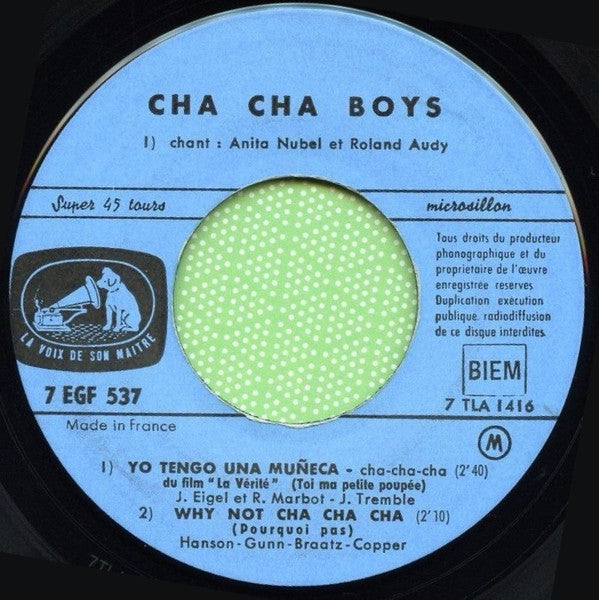 CHA CHA BOYS
1) chant : Anita Nubel et Roland Audy
Super 45 tours
microsillon
Tous droits du producteur
phonographique et du
proprietaire de l'œuvre
enregistrée reserves
Duplication exécution
publique, radiodiffusion
de ce disque interdites.
LA VOIX DE SON MAITRE
BIEM
7 EGF 537
7 TLA 1416
Made in France
M
1) YO TENGO UNA MUÑECA - cha-cha-cha (2'40)
du film "La Vérité" (Toi ma petite poupée)
J. Eigel et R. Marbot - J. Tremble
2) WHY NOT CHA CHA CHA (2'10)
(Pourquoi pas)
Hanson-Gunn-Braatz-Copper